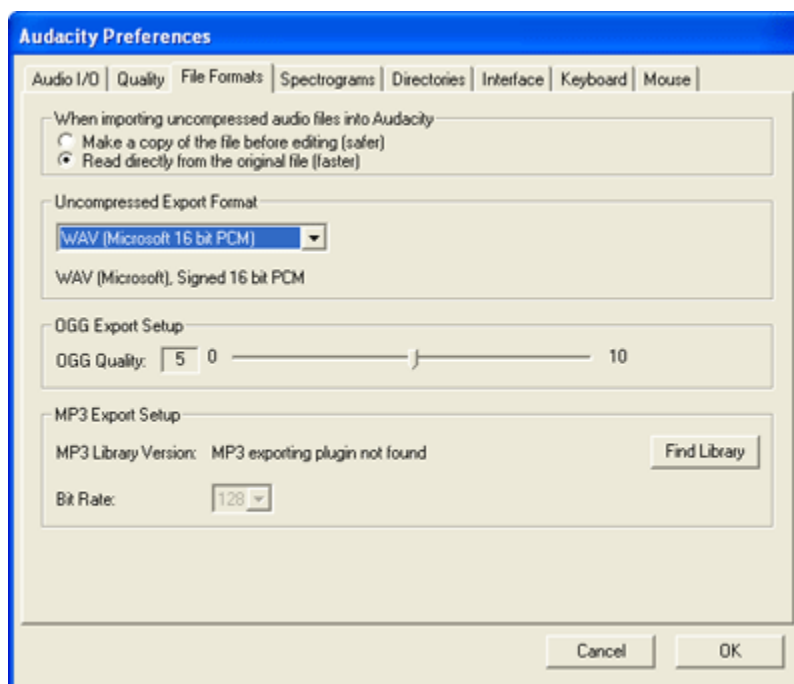 Audacity Preferences
Audio I/O Quality File Formats Spectrograms Directories Interface Keyboard Mouse
When importing uncompressed audio files into Audacity
Make a copy of the file before editing (safer)
Read directly from the original file (faster)
Uncompressed Export Format
WAV (Microsoft 16 bit PCM)
WAV (Microsoft), Signed 16 bit PCM
OGG Export Setup
OGG Quality: 5 0 10
MP3 Export Setup
MP3 Library Version: MP3 exporting plugin not found Find Library
Bit Rate: 128
Cancel OK